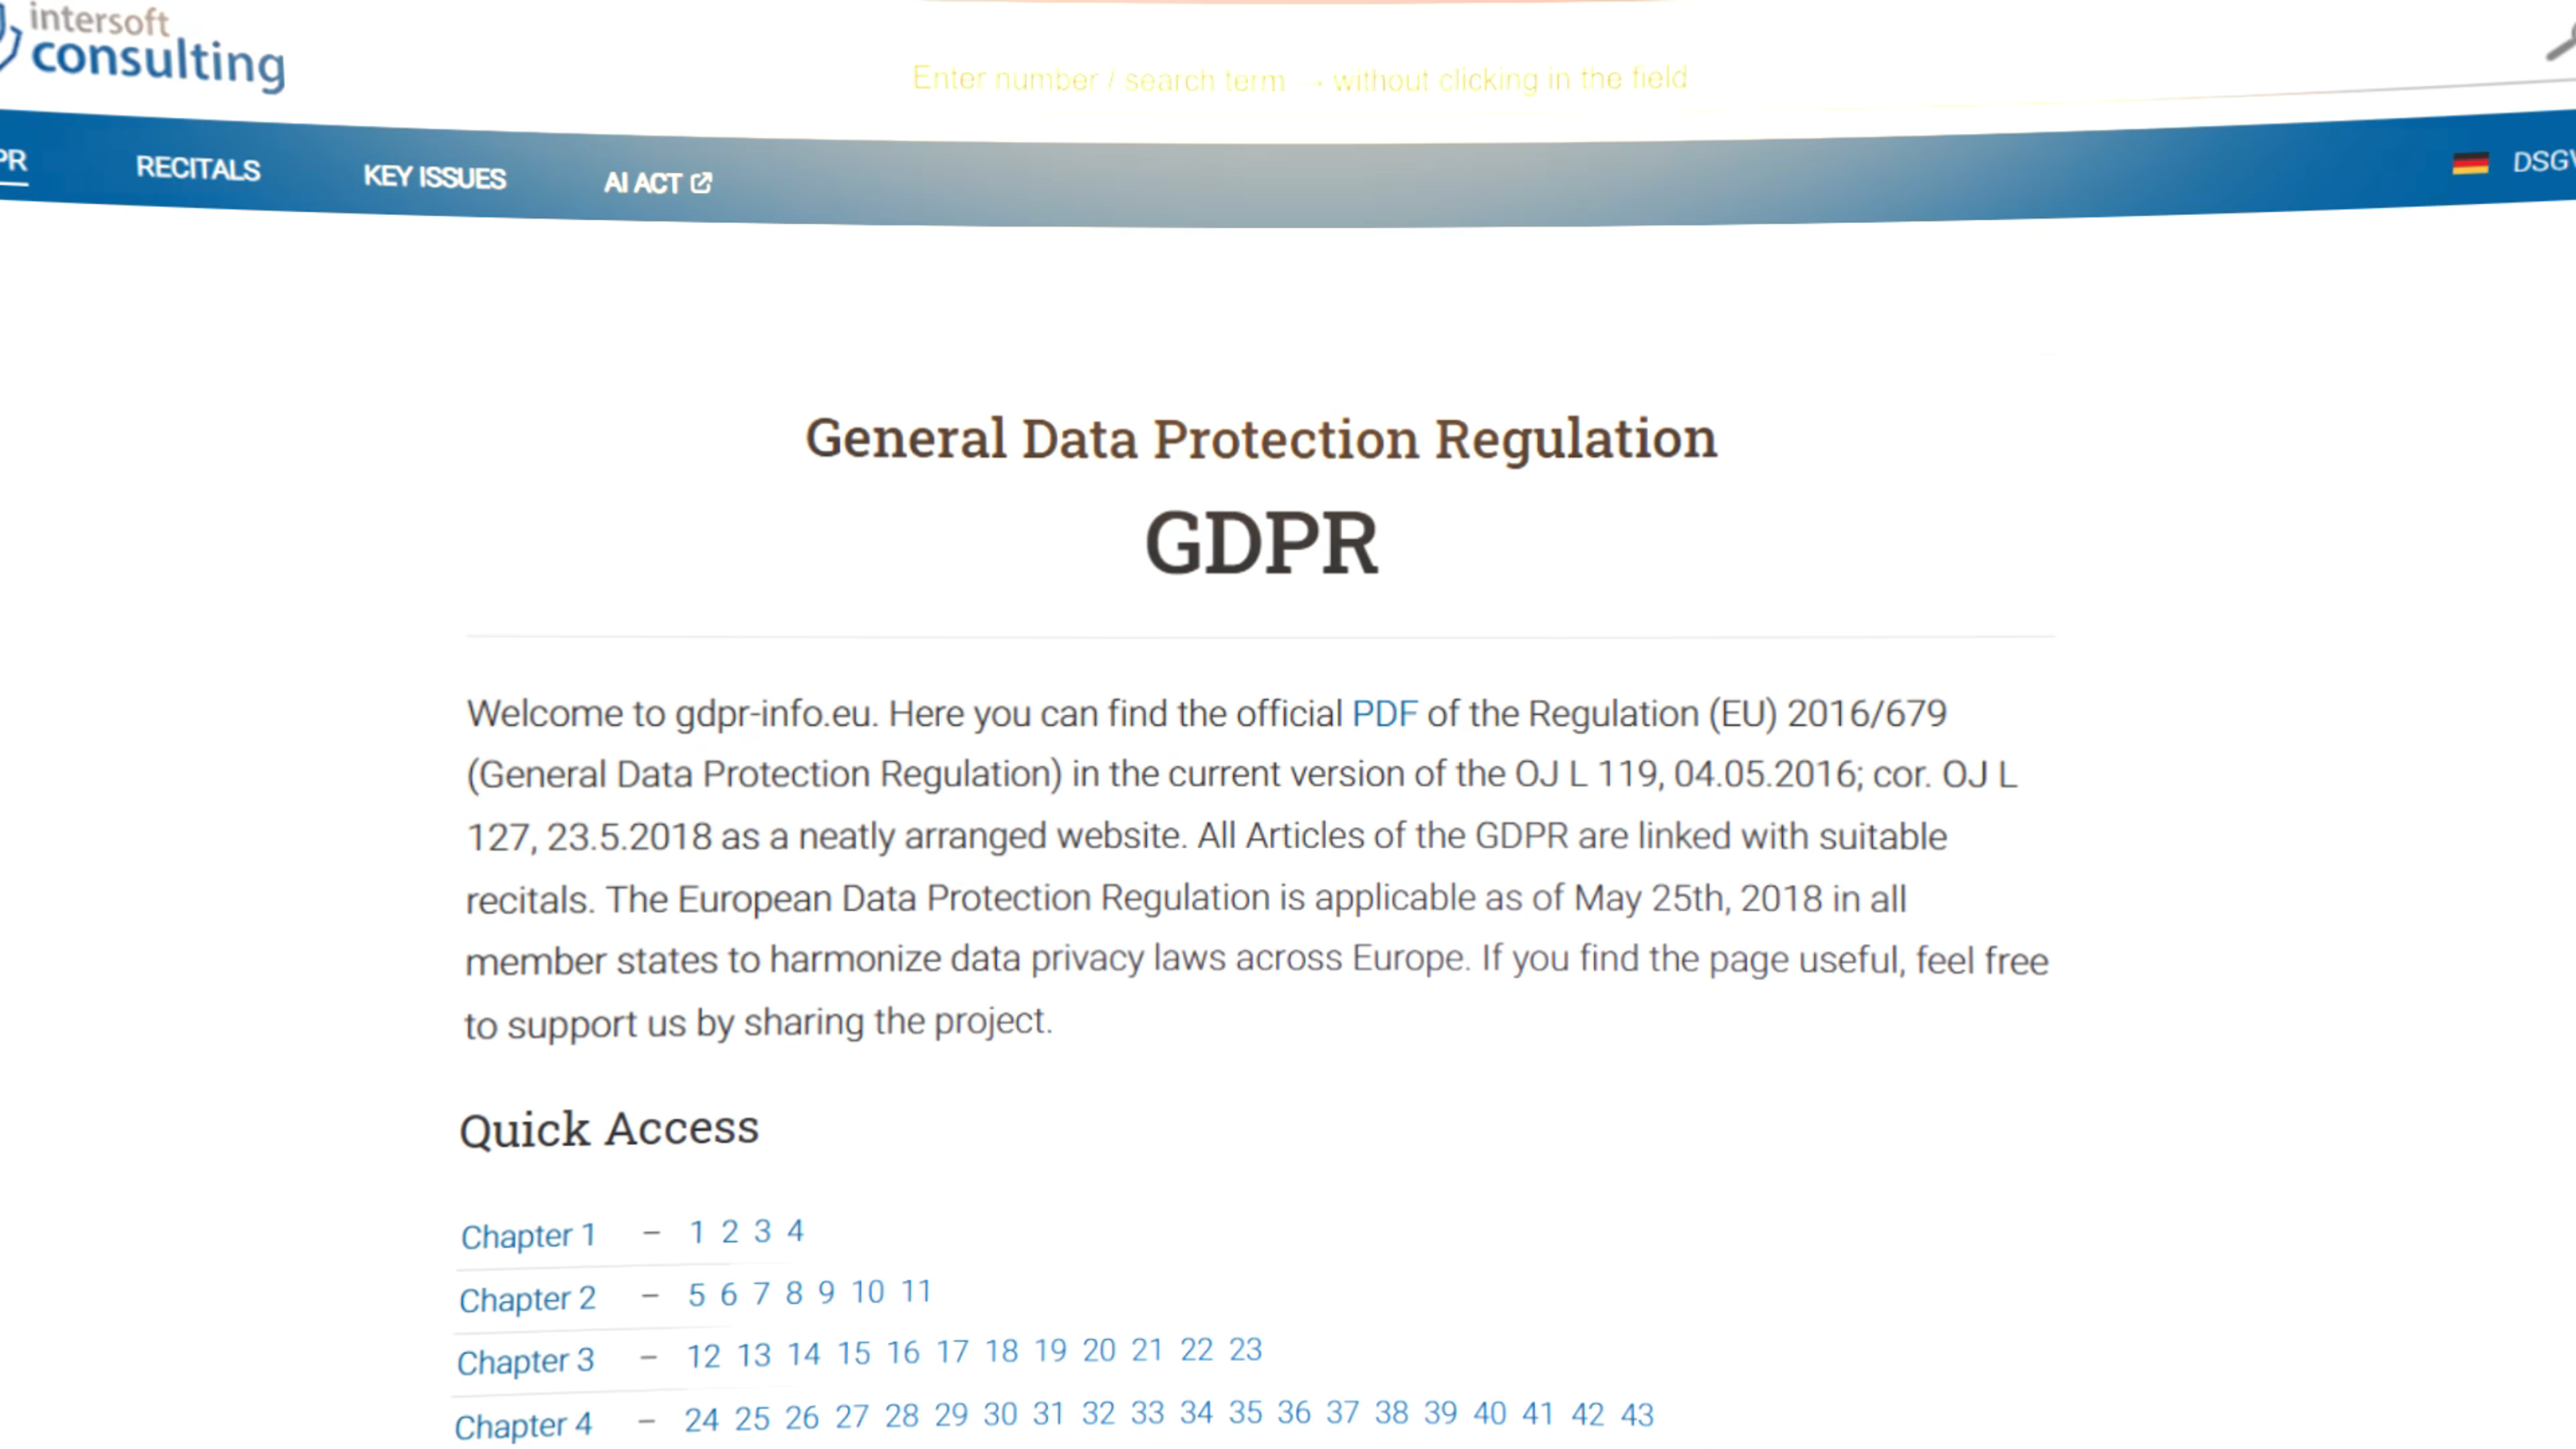 intersoft
consulting
Enter number / search term → without clicking in the field
PR RECITALS KEY ISSUES AI ACT DSGV
General Data Protection Regulation
GDPR
Welcome to gdpr-info.eu. Here you can find the official PDF of the Regulation (EU) 2016/679
(General Data Protection Regulation) in the current version of the OJ L 119, 04.05.2016; cor. OJ L
127, 23.5.2018 as a neatly arranged website. All Articles of the GDPR are linked with suitable
recitals. The European Data Protection Regulation is applicable as of May 25th, 2018 in all
member states to harmonize data privacy laws across Europe. If you find the page useful, feel free
to support us by sharing the project.
Quick Access
Chapter 1 – 1 2 3 4
Chapter 2 – 5 6 7 8 9 10 11
Chapter 3 – 12 13 14 15 16 17 18 19 20 21 22 23
Chapter 4 – 24 25 26 27 28 29 30 31 32 33 34 35 36 37 38 39 40 41 42 43